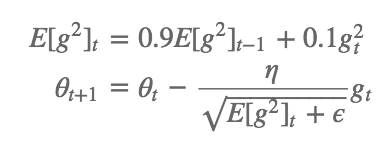 E[g²]ₜ = 0.9E[g²]ₜ₋₁ + 0.1gₜ²
θₜ₊₁ = θₜ − η / √(E[g²]ₜ + ϵ) gₜ